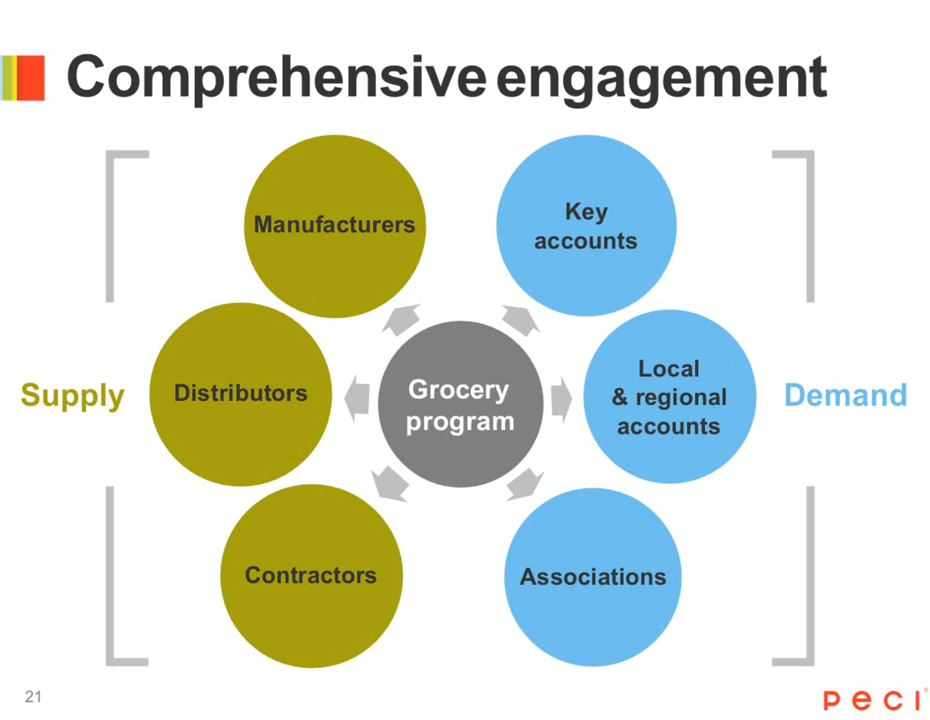 Comprehensive engagement
Manufacturers
Key
accounts
Supply
Distributors
Grocery
program
Local
& regional
accounts
Demand
Contractors
Associations
21
peci®